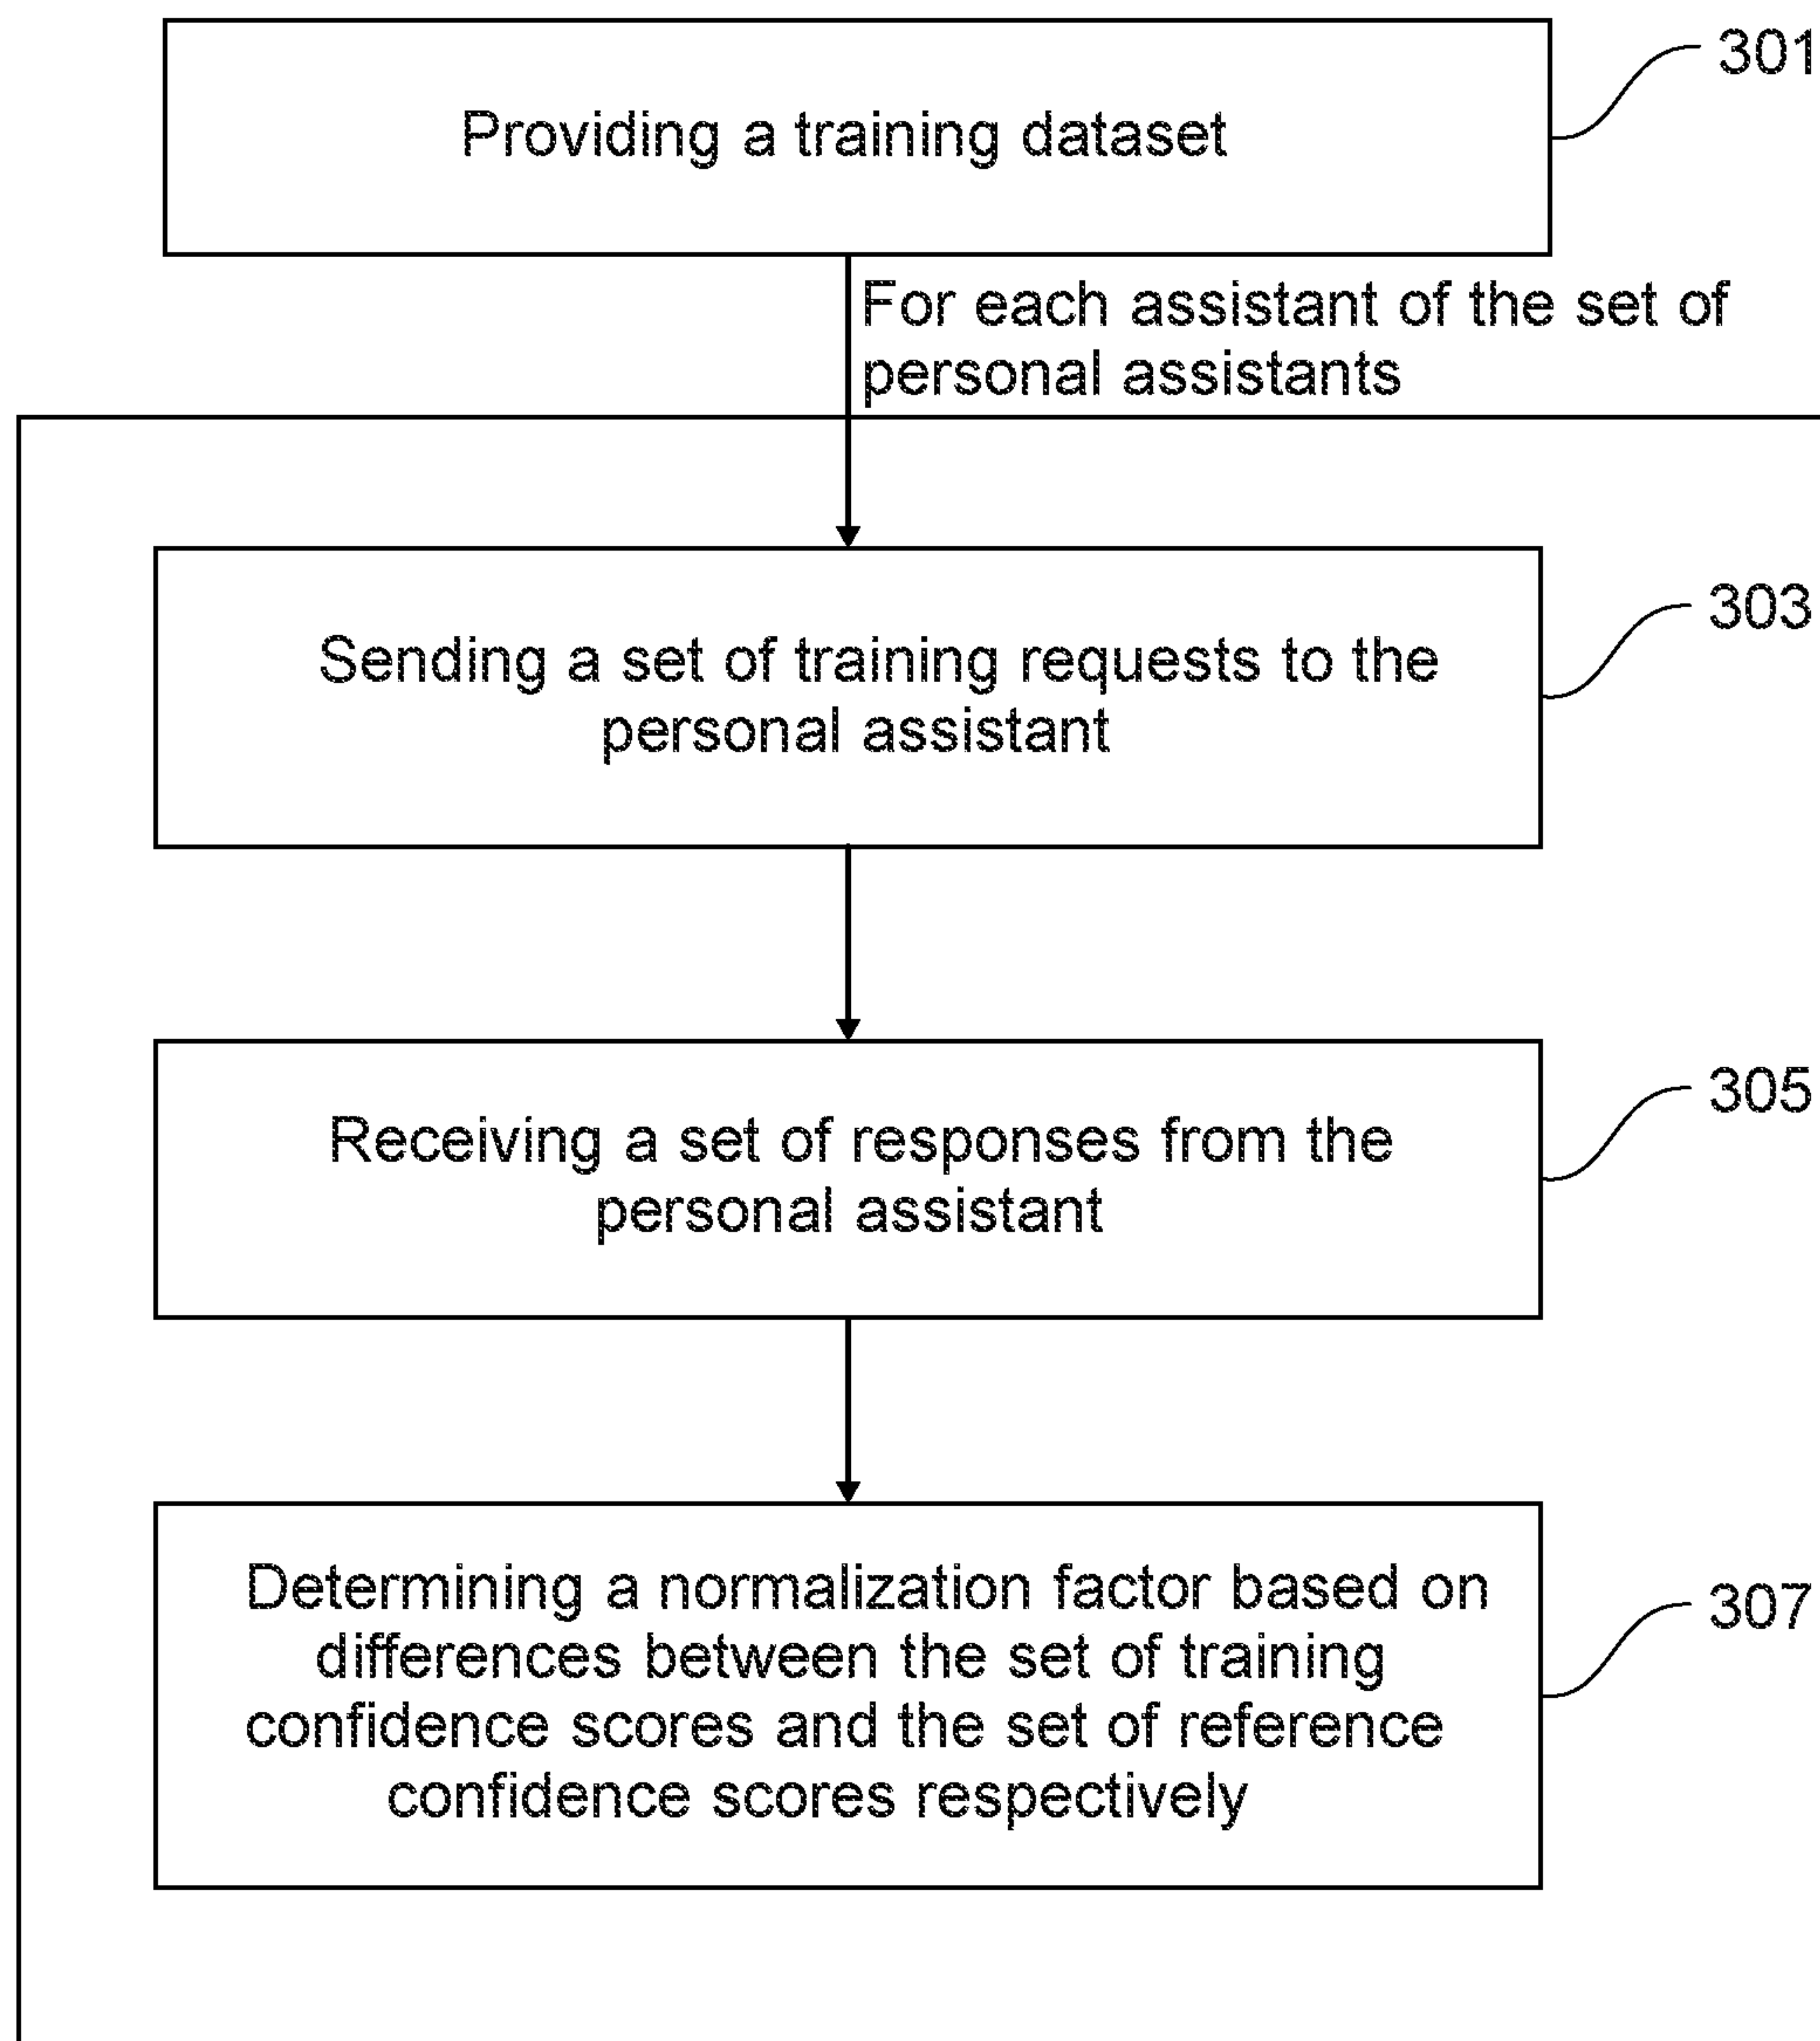 Providing a training dataset
301
For each assistant of the set of
personal assistants
Sending a set of training requests to the
personal assistant
303
Receiving a set of responses from the
personal assistant
305
Determining a normalization factor based on
differences between the set of training
confidence scores and the set of reference
confidence scores respectively
307